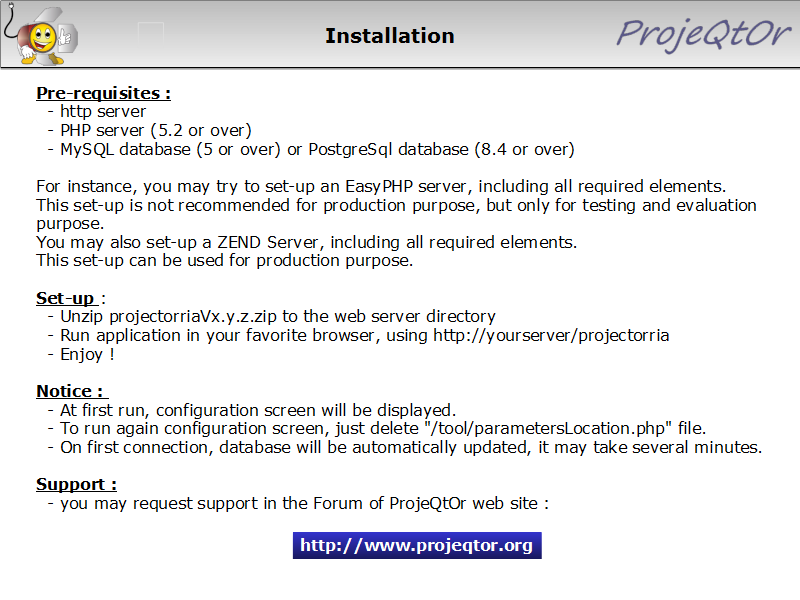 Installation
ProjeQtOr
Pre-requisites :
- http server
- PHP server (5.2 or over)
- MySQL database (5 or over) or PostgreSql database (8.4 or over)
For instance, you may try to set-up an EasyPHP server, including all required elements.
This set-up is not recommended for production purpose, but only for testing and evaluation
purpose.
You may also set-up a ZEND Server, including all required elements.
This set-up can be used for production purpose.
Set-up :
- Unzip projectorriaVx.y.z.zip to the web server directory
- Run application in your favorite browser, using http://yourserver/projectorria
- Enjoy !
Notice :
- At first run, configuration screen will be displayed.
- To run again configuration screen, just delete "/tool/parametersLocation.php" file.
- On first connection, database will be automatically updated, it may take several minutes.
Support :
- you may request support in the Forum of ProjeQtOr web site :
http://www.projeqtor.org